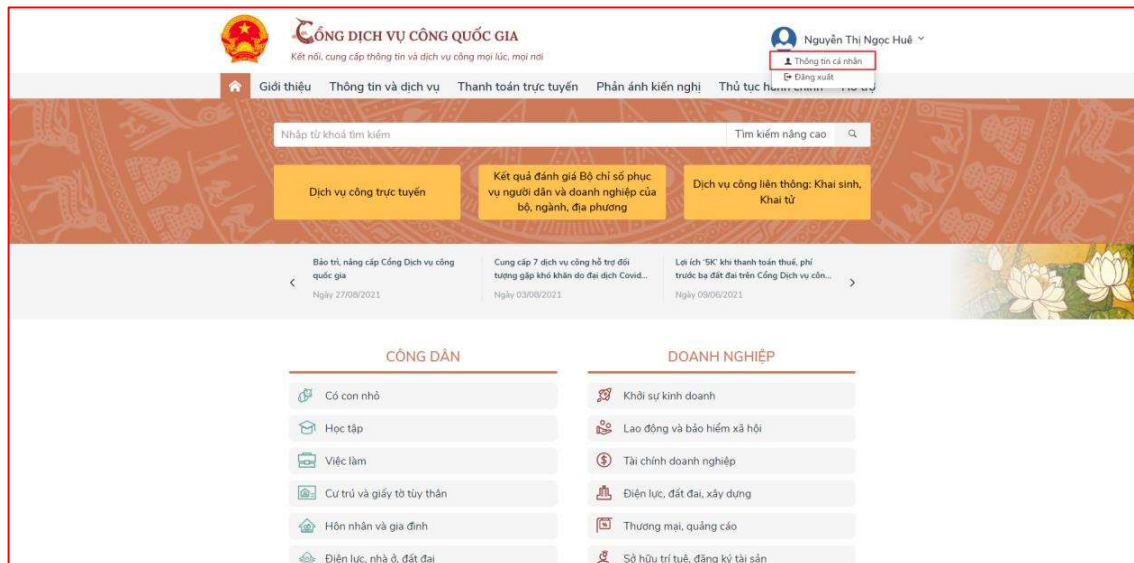 CỔNG DỊCH VỤ CÔNG QUỐC GIA
Kết nối, cung cấp thông tin và dịch vụ công mọi lúc, mọi nơi
Nguyễn Thị Ngọc Huê
Thông tin cá nhân
Đăng xuất
Giới thiệu Thông tin và dịch vụ Thanh toán trực tuyến Phản ánh kiến nghị Thủ tục hành chính Hỗ trợ
Nhập từ khoá tìm kiếm
Tìm kiếm nâng cao
Dịch vụ công trực tuyến
Kết quả đánh giá Bộ chỉ số phục
vụ người dân và doanh nghiệp của
bộ, ngành, địa phương
Dịch vụ công liên thông: Khai sinh,
Khai tử
Bảo trì, nâng cấp Cổng Dịch vụ công
quốc gia
Ngày 27/08/2021
Cung cấp 7 dịch vụ công hỗ trợ đối
tượng gặp khó khăn do đại dịch Covid...
Ngày 03/08/2021
Lợi ích '5K' khi thanh toán thuế, phí
trước bạ đất đai trên Cổng Dịch vụ côn...
Ngày 09/06/2021
CÔNG DÂN
Có con nhỏ
Học tập
Việc làm
Cư trú và giấy tờ tùy thân
Hôn nhân và gia đình
Điện lực, nhà ở, đất đai
DOANH NGHIỆP
Khởi sự kinh doanh
Lao động và bảo hiểm xã hội
Tài chính doanh nghiệp
Điện lực, đất đai, xây dựng
Thương mại, quảng cáo
Sở hữu trí tuệ, đăng ký tài sản